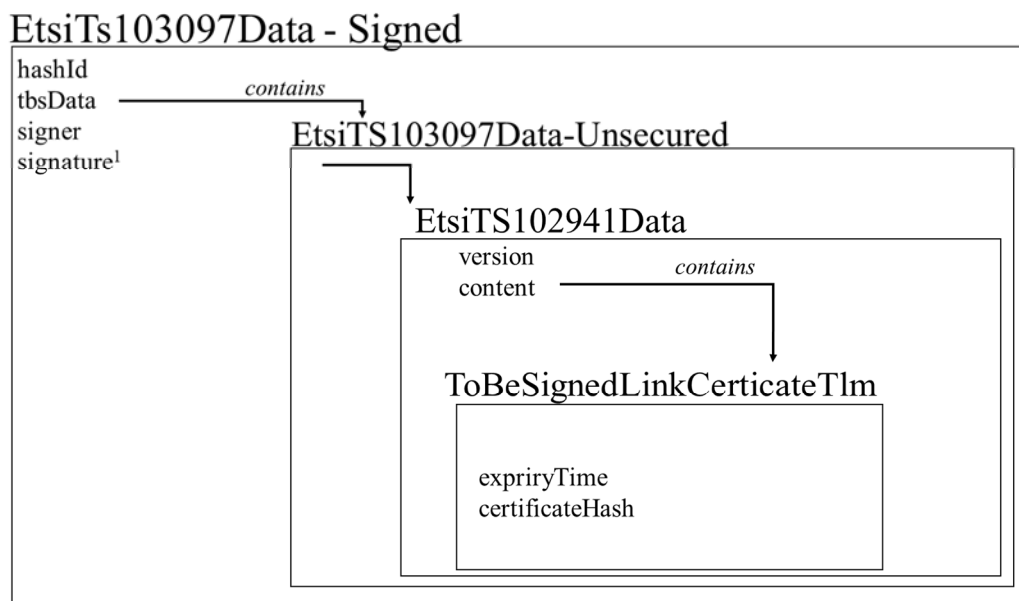 EtsiTs103097Data - Signed
hashId
tbsData
contains
signer
EtsiTS103097Data-Unsecured
signature¹
EtsiTS102941Data
version
contains
content
ToBeSignedLinkCerticateTlm
expriryTime
certificateHash